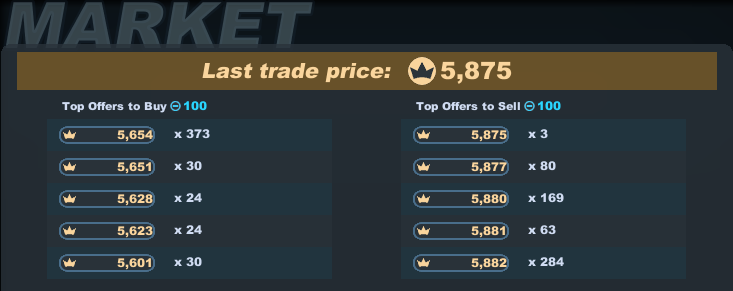 MARKET
Last trade price: 5,875
Top Offers to Buy 100
5,654 x 373
5,651 x 30
5,628 x 24
5,623 x 24
5,601 x 30
Top Offers to Sell 100
5,875 x 3
5,877 x 80
5,880 x 169
5,881 x 63
5,882 x 284